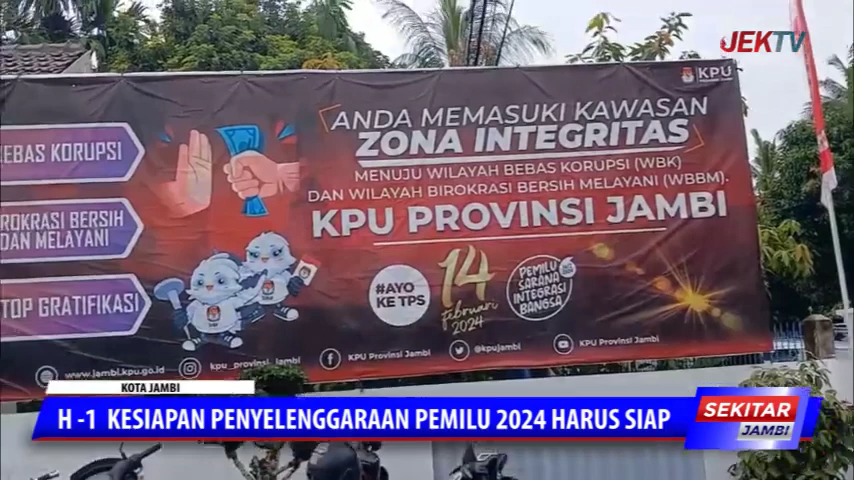 JEKTV
KPU
ANDA MEMASUKI KAWASAN
ZONA INTEGRITAS
MENUJU WILAYAH BEBAS KORUPSI (WBK)
DAN WILAYAH BIROKRASI BERSIH MELAYANI (WBBM).
KPU PROVINSI JAMBI
BEBAS KORUPSI
BIROKRASI BERSIH
DAN MELAYANI
STOP GRATIFIKASI
#AYO
KE TPS
14
Februari
2024
PEMILU
SARANA
INTEGRASI
BANGSA
www.jambi.kpu.go.id
kpu_provinsi_jambi
KPU Provinsi Jambi
@kpujambi
KPU Provinsi Jambi
KOTA JAMBI
H -1 KESIAPAN PENYELENGGARAAN PEMILU 2024 HARUS SIAP
SEKITAR
JAMBI